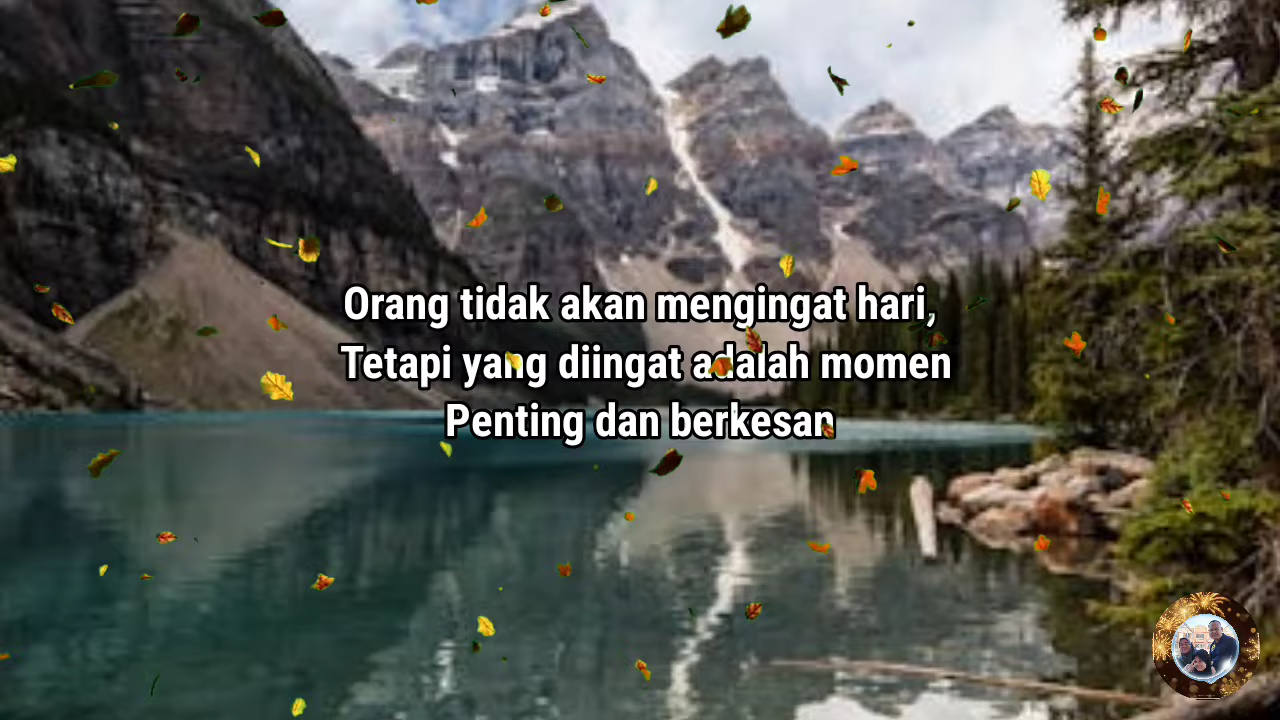 Orang tidak akan mengingat hari,
Tetapi yang diingat adalah momen
Penting dan berkesan